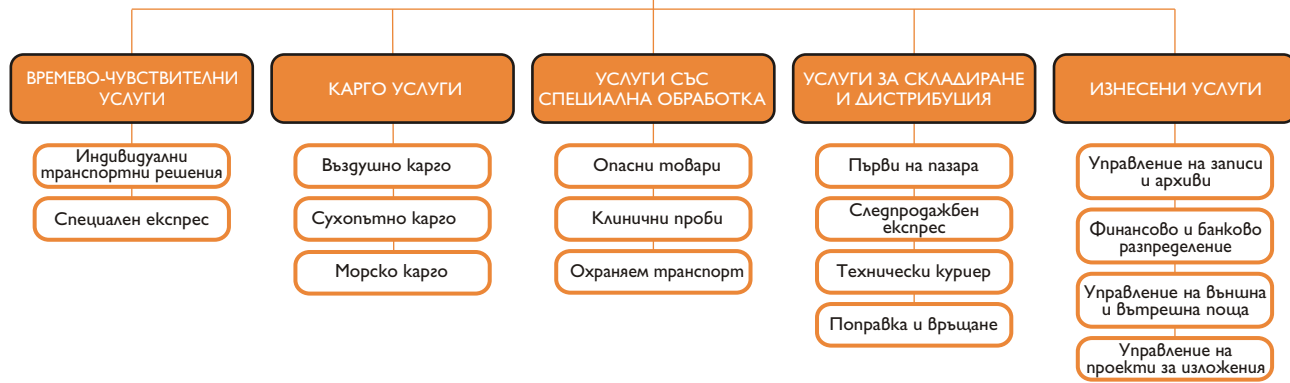 ВРЕМЕВО-ЧУВСТВИТЕЛНИ
УСЛУГИ
Индивидуални
транспортни решения
Специален експрес
КАРГО УСЛУГИ
Въздушно карго
Сухопътно карго
Морско карго
УСЛУГИ СЪС
СПЕЦИАЛНА ОБРАБОТКА
Опасни товари
Клинични проби
Охраняем транспорт
УСЛУГИ ЗА СКЛАДИРАНЕ
И ДИСТРИБУЦИЯ
Първи на пазара
Следпродажбен
експрес
Технически куриер
Поправка и връщане
ИЗНЕСЕНИ УСЛУГИ
Управление на записи
и архиви
Финансово и банково
разпределение
Управление на външна
и вътрешна поща
Управление на
проекти за изложения